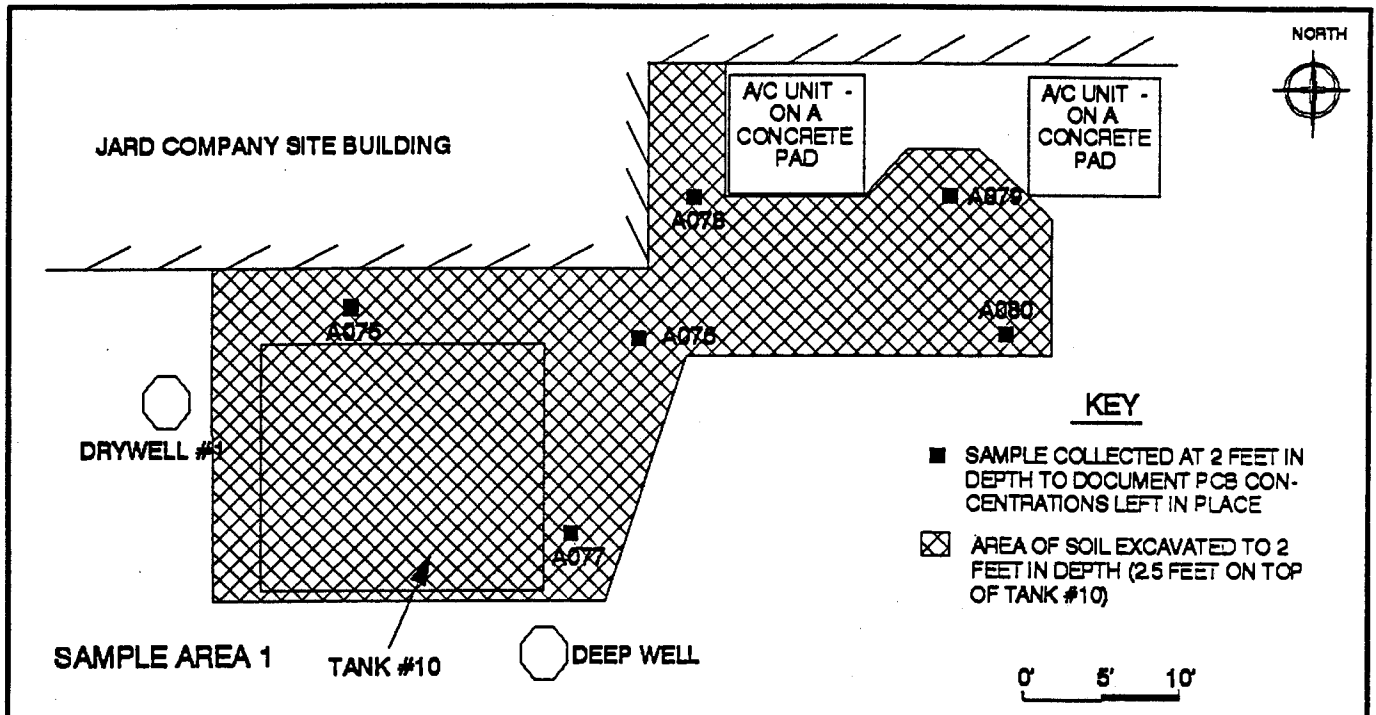 NORTH
A/C UNIT -
ON A
CONCRETE
PAD
A/C UNIT -
ON A
CONCRETE
PAD
JARD COMPANY SITE BUILDING
A078
A079
A075
A076
A080
DRYWELL #1
A077
KEY
SAMPLE COLLECTED AT 2 FEET IN
DEPTH TO DOCUMENT PCB CON-
CENTRATIONS LEFT IN PLACE
AREA OF SOIL EXCAVATED TO 2
FEET IN DEPTH (2.5 FEET ON TOP
OF TANK #10)
SAMPLE AREA 1
TANK #10
DEEP WELL
0' 5' 10'